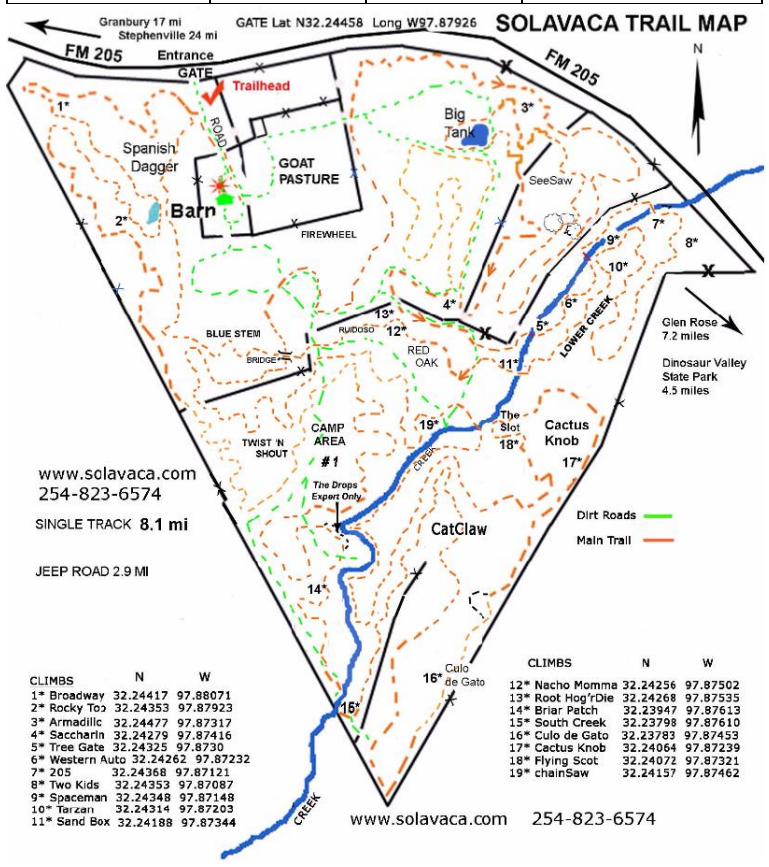 Granbury 17 mi
Stephenville 24 mi
GATE Lat N32.24458 Long W97.87926
SOLAVACA TRAIL MAP
FM 205
Entrance
GATE
FM 205
N
Trailhead
1*
3*
ROAD
Big
Tank
Spanish
Dagger
GOAT
PASTURE
SeeSaw
Barn
2*
7*
FIREWHEEL
9*
8*
10*
6*
4*
13*
5*
LOWER CREEK
Glen Rose
7.2 miles
BLUE STEM
RUIDOSO
12*
RED
OAK
BRIDGE
11*
Dinosaur Valley
State Park
4.5 miles
The
Slot
19*
CAMP
AREA
#1
Cactus
Knob
TWIST 'N
SHOUT
18*
CREEK
17*
www.solavaca.com
254-823-6574
The Drops
Expert Only
SINGLE TRACK 8.1 mi
CatClaw
Dirt Roads
Main Trail
JEEP ROAD 2.9 MI
14*
16*
Culo
de Gato
15*
CREEK
CLIMBS N W
1* Broadway 32.24417 97.88071
2* Rocky Top 32.24353 97.87923
3* Armadillo 32.24477 97.87317
4* Saccharin 32.24279 97.87416
5* Tree Gate 32.24325 97.8730
6* Western Auto 32.24262 97.87232
7* 205 32.24368 97.87121
8* Two Kids 32.24353 97.87087
9* Spaceman 32.24348 97.87148
10* Tarzan 32.24314 97.87203
11* Sand Box 32.24188 97.87344
CLIMBS N W
12* Nacho Momma 32.24256 97.87502
13* Root Hog'rDie 32.24268 97.87535
14* Briar Patch 32.23947 97.87613
15* South Creek 32.23798 97.87610
16* Culo de Gato 32.23783 97.87453
17* Cactus Knob 32.24064 97.87239
18* Flying Scot 32.24072 97.87321
19* chainSaw 32.24157 97.87462
www.solavaca.com 254-823-6574